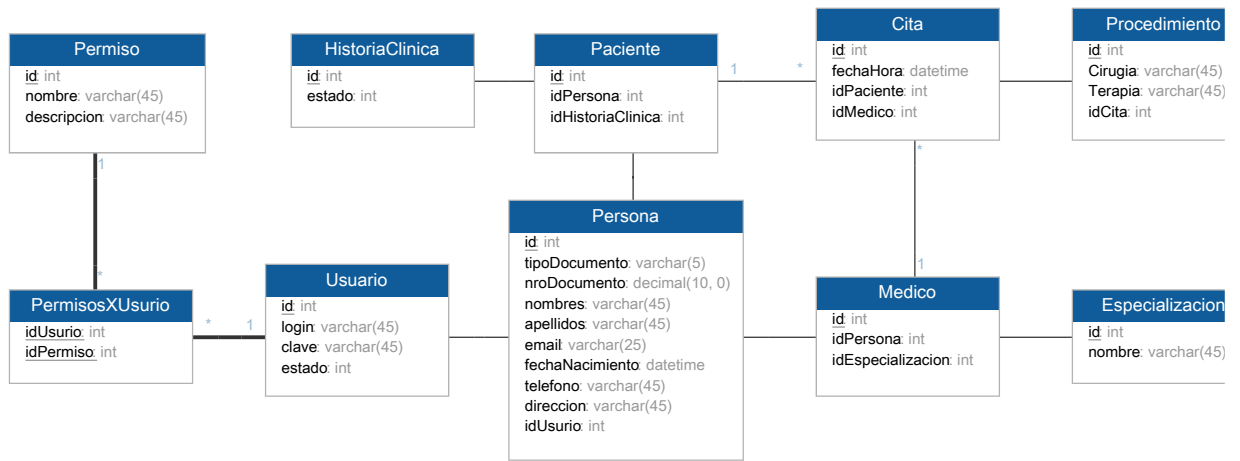 Permiso
id: int
nombre: varchar(45)
descripcion: varchar(45)
HistoriaClinica
id: int
estado: int
Paciente
id: int
idPersona: int
idHistoriaClinica: int
1
*
Cita
id: int
fechaHora: datetime
idPaciente: int
idMedico: int
Procedimiento
id: int
Cirugia: varchar(45)
Terapia: varchar(45)
idCita: int
1
*
*
1
PermisosXUsurio
idUsurio: int
idPermiso: int
*
1
Usuario
id: int
login: varchar(45)
clave: varchar(45)
estado: int
Persona
id: int
tipoDocumento: varchar(5)
nroDocumento: decimal(10, 0)
nombres: varchar(45)
apellidos: varchar(45)
email: varchar(25)
fechaNacimiento: datetime
telefono: varchar(45)
direccion: varchar(45)
idUsurio: int
Medico
id: int
idPersona: int
idEspecializacion: int
Especializacion
id: int
nombre: varchar(45)